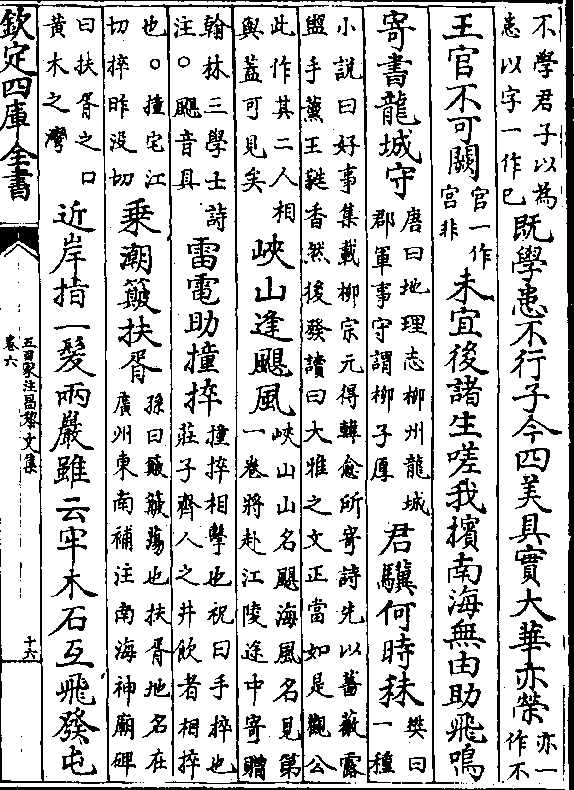 不學君子以為
恙以字一作已
既學患不行子今四美具實大華亦榮
亦一
作不
王官不可闕
官一作
宫非
未宜後諸生嗟我擯南海無由助飛鳴
寄書龍城守
唐曰地理志柳州龍城
郡軍事守謂柳子厚
君驥何時秣
樊曰
一種
小說曰好事集載柳宗元得韓愈所寄詩先以薔薇露
盥手薰王蕤香然後發讀曰大雅之文正當如是觀公
此作其二人相
與蓋可見矣
峽山逢颶風
峽山山名颶海風名見第
一卷將赴江陵途中寄贈
翰林三學士詩
注○颶音具
雷電助撞捽
撞捽相擊也祝曰手捽也
莊子齊人之井飲者相捽
也○撞宅江
切捽昨没切
乘潮簸扶胥
孫曰簸簸蕩也扶胥地名在
廣州東南補注南海神廟碑
曰扶胥之口
黃木之灣
近岸指一髮兩巖雖云牢木石互飛發屯
欽定四庫全書
五百家注昌黎文集
卷六
十六